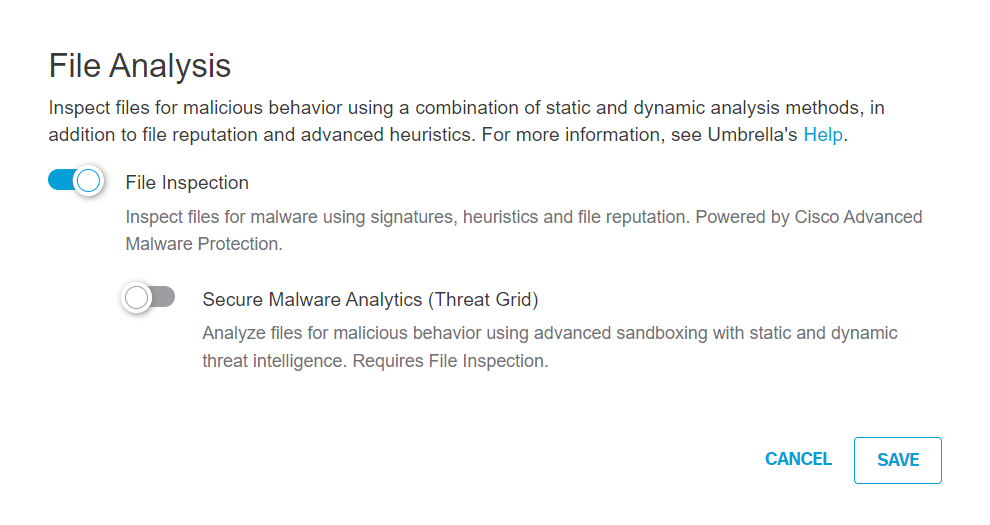 File Analysis
Inspect files for malicious behavior using a combination of static and dynamic analysis methods, in
addition to file reputation and advanced heuristics. For more information, see Umbrella's Help.
File Inspection
Inspect files for malware using signatures, heuristics and file reputation. Powered by Cisco Advanced
Malware Protection.
Secure Malware Analytics (Threat Grid)
Analyze files for malicious behavior using advanced sandboxing with static and dynamic
threat intelligence. Requires File Inspection.
CANCEL SAVE